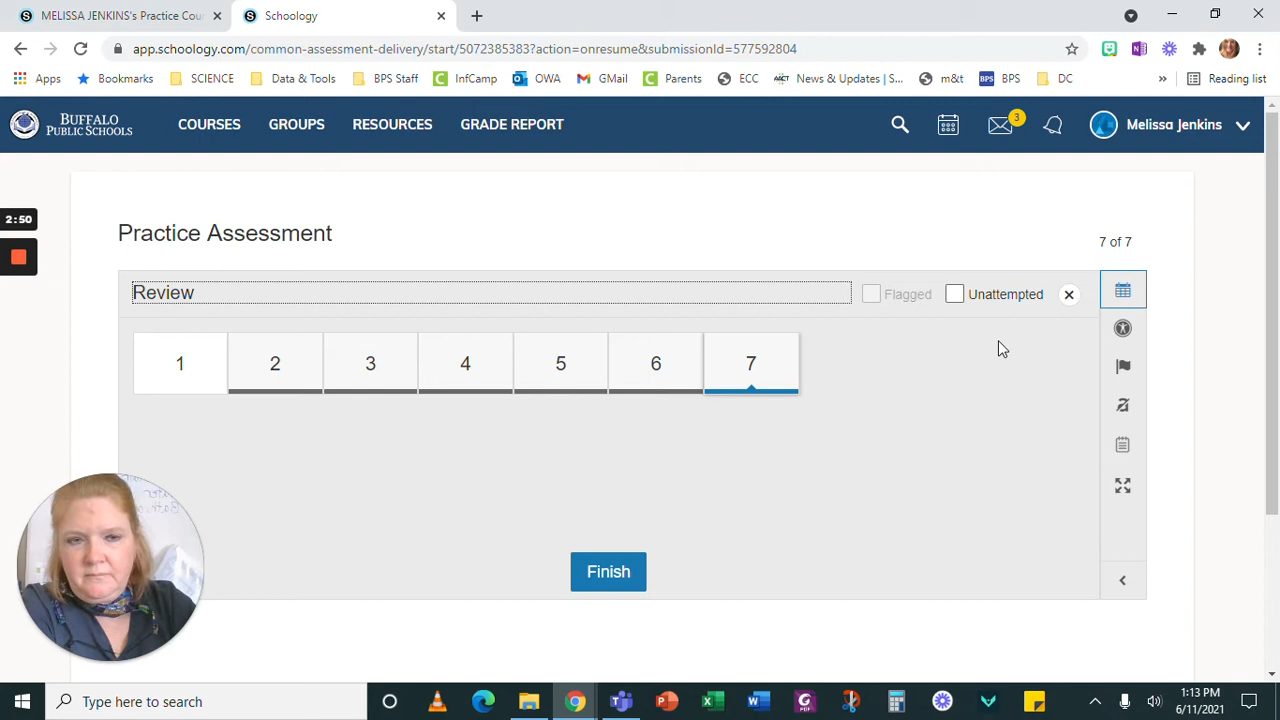 MELISSA JENKINS's Practice Cou
Schoology
app.schoology.com/common-assessment-delivery/start/5072385383?action=onresume&submissionId=577592804
Apps
Bookmarks
SCIENCE
Data & Tools
BPS Staff
InfCamp
OWA
GMail
Parents
ECC
News & Updates | S...
m&t
BPS
DC
»
Reading list
BUFFALO
PUBLIC SCHOOLS
COURSES
GROUPS
RESOURCES
GRADE REPORT
3
Melissa Jenkins
2:50
Practice Assessment
7 of 7
Review
Flagged
Unattempted
1
2
3
4
5
6
7
Finish
Type here to search
1:13 PM
6/11/2021